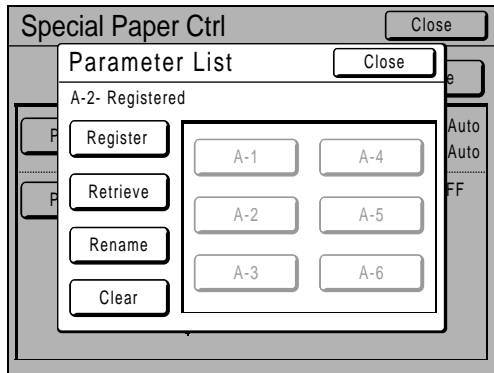 Special Paper Ctrl
Close
Parameter List
Close
A-2- Registered
Register
Retrieve
Rename
Clear
A-1
A-4
A-2
A-5
A-3
A-6
Auto
Auto